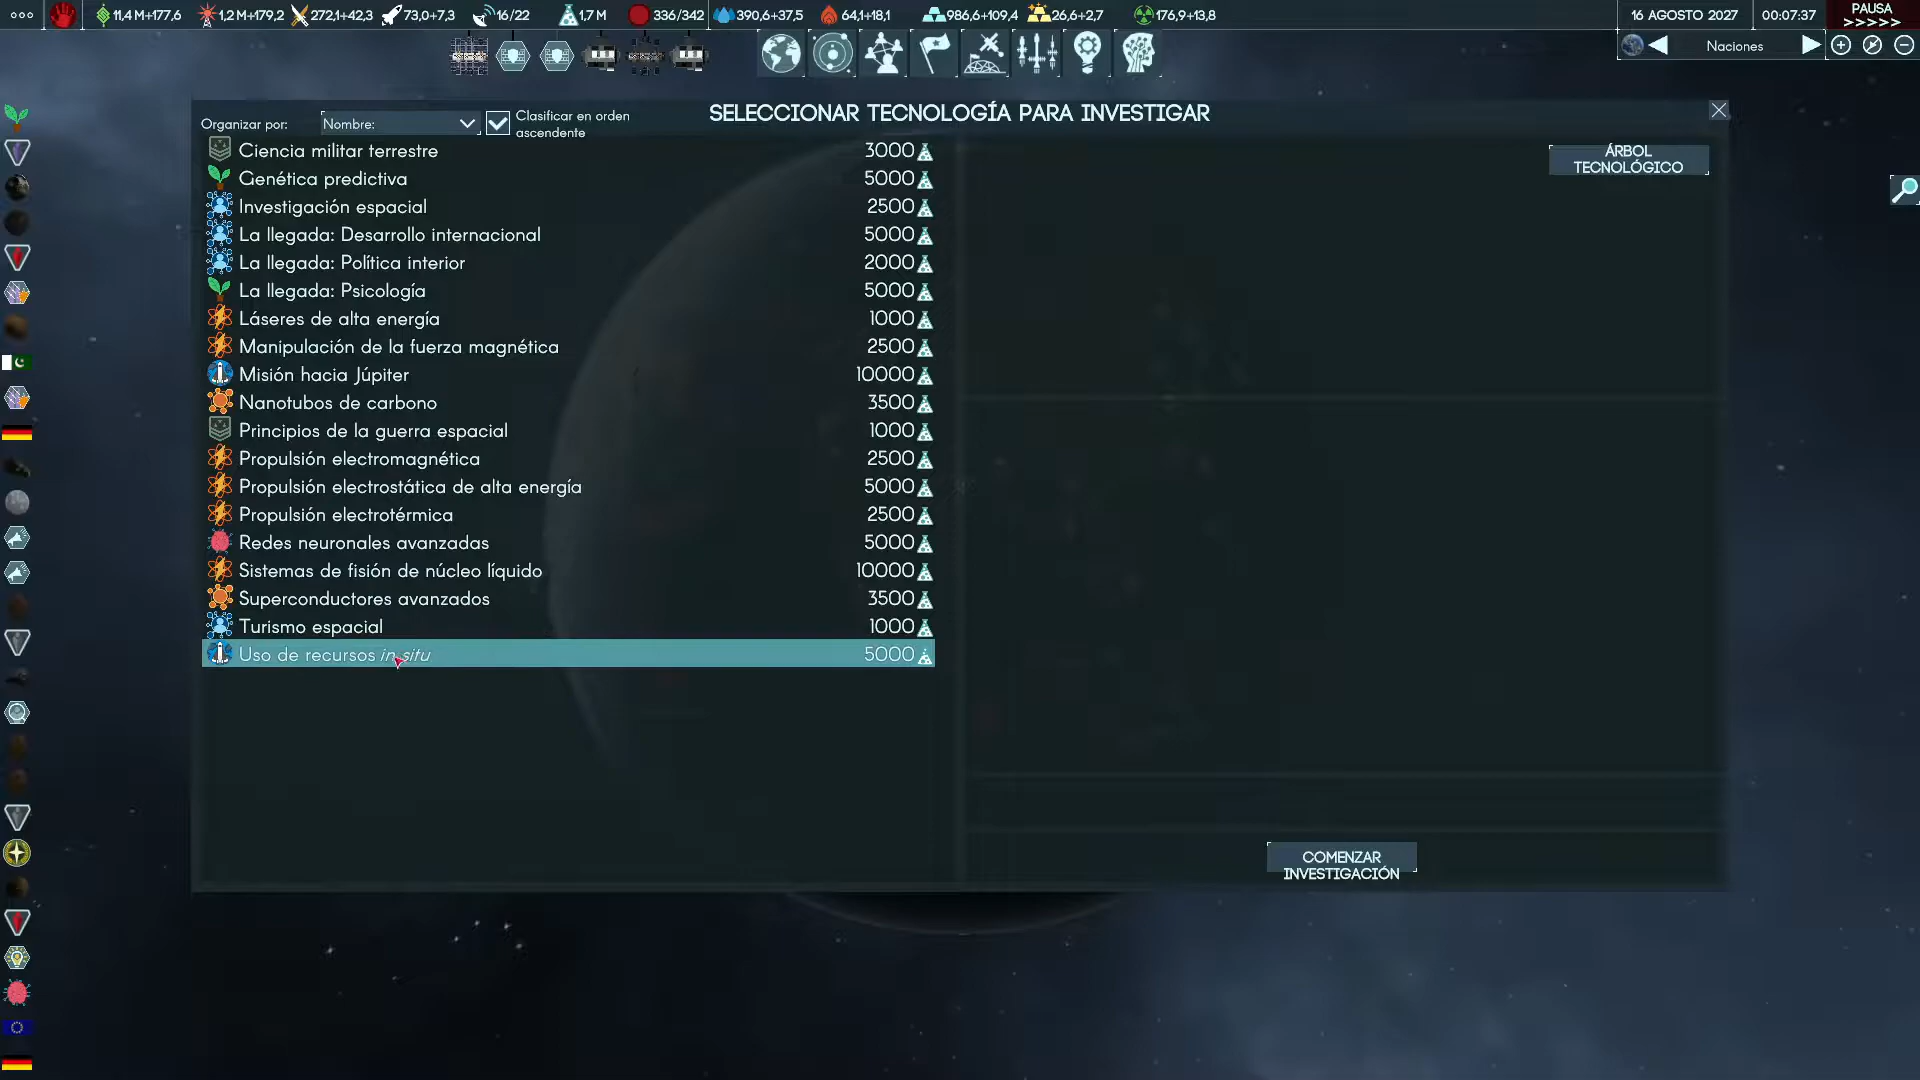 11,4 M+177,6 1,2 M+179,2 272,1+42,3 73,0+7,3 16/22 1,7 M 336/342 390,6+37,5 64,1+18,1 986,6+109,4 26,6+2,7 176,9+13,8 16 AGOSTO 2027 00:07:37 PAUSA
>>>>>
Naciones
SELECCIONAR TECNOLOGÍA PARA INVESTIGAR
Organizar por: Nombre: Clasificar en orden
ascendente
ÁRBOL
TECNOLÓGICO
Ciencia militar terrestre 3000
Genética predictiva 5000
Investigación espacial 2500
La llegada: Desarrollo internacional 5000
La llegada: Política interior 2000
La llegada: Psicología 5000
Láseres de alta energía 1000
Manipulación de la fuerza magnética 2500
Misión hacia Júpiter 10000
Nanotubos de carbono 3500
Principios de la guerra espacial 1000
Propulsión electromagnética 2500
Propulsión electrostática de alta energía 5000
Propulsión electrotérmica 2500
Redes neuronales avanzadas 5000
Sistemas de fisión de núcleo líquido 10000
Superconductores avanzados 3500
Turismo espacial 1000
Uso de recursos in situ 5000
COMENZAR
INVESTIGACIÓN